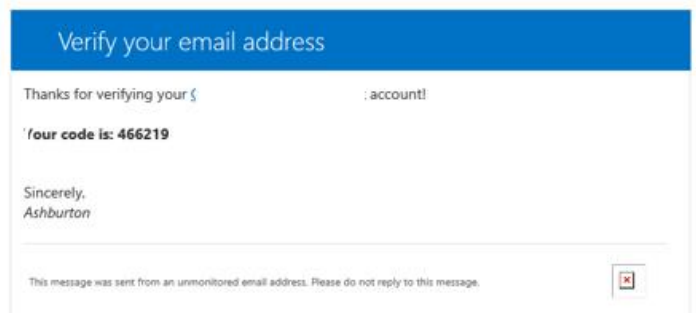 Verify your email address
Thanks for verifying your account!
Your code is: 466219
Sincerely,
Ashburton
This message was sent from an unmonitored email address. Please do not reply to this message.